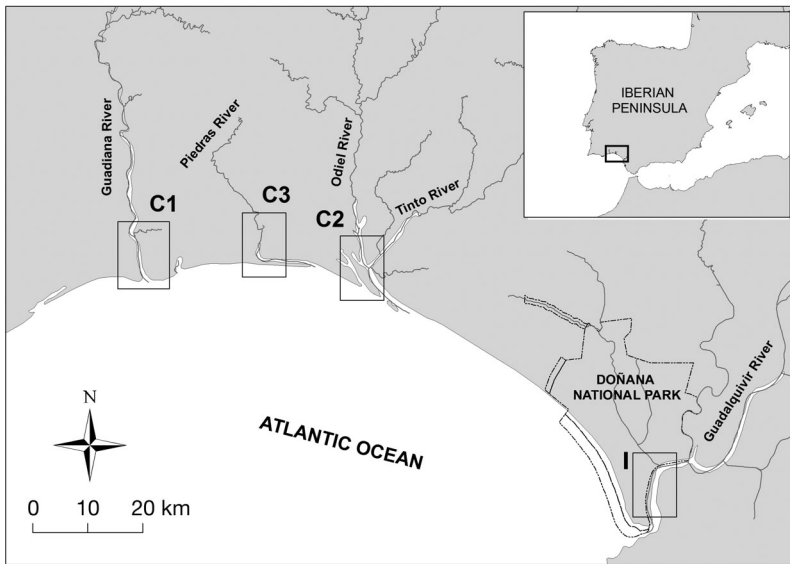 IBERIAN
PENINSULA
Guadiana River
Piedras River
Odiel River
Tinto River
C1
C3
C2
DOÑANA
NATIONAL PARK
Guadalquivir River
I
ATLANTIC OCEAN
N
0 10 20 km